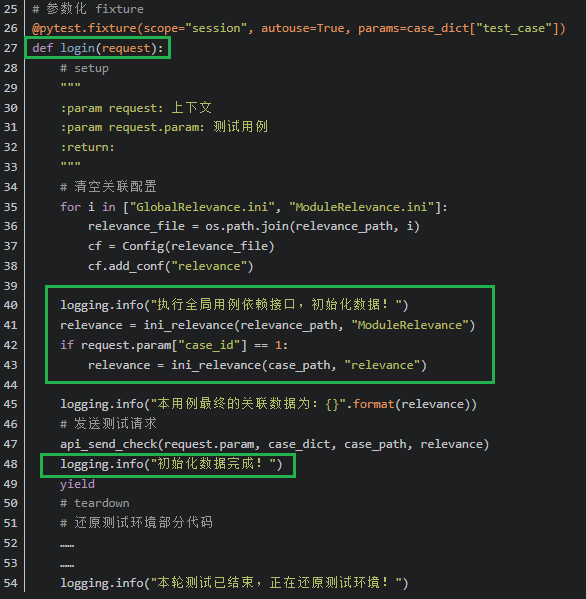 25 # 参数化 fixture
26 @pytest.fixture(scope="session", autouse=True, params=case_dict["test_case"])
27 def login(request):
28     # setup
29     """
30     :param request: 上下文
31     :param request.param: 测试用例
32     :return:
33     """
34     # 清空关联配置
35     for i in ["GlobalRelevance.ini", "ModuleRelevance.ini"]:
36         relevance_file = os.path.join(relevance_path, i)
37         cf = Config(relevance_file)
38         cf.add_conf("relevance")
39
40     logging.info("执行全局用例依赖接口，初始化数据！")
41     relevance = ini_relevance(relevance_path, "ModuleRelevance")
42     if request.param["case_id"] == 1:
43         relevance = ini_relevance(case_path, "relevance")
44
45     logging.info("本用例最终的关联数据为：{}".format(relevance))
46     # 发送测试请求
47     api_send_check(request.param, case_dict, case_path, relevance)
48     logging.info("初始化数据完成！")
49     yield
50     # teardown
51     # 还原测试环境部分代码
52     ……
53     ……
54     logging.info("本轮测试已结束，正在还原测试环境！")